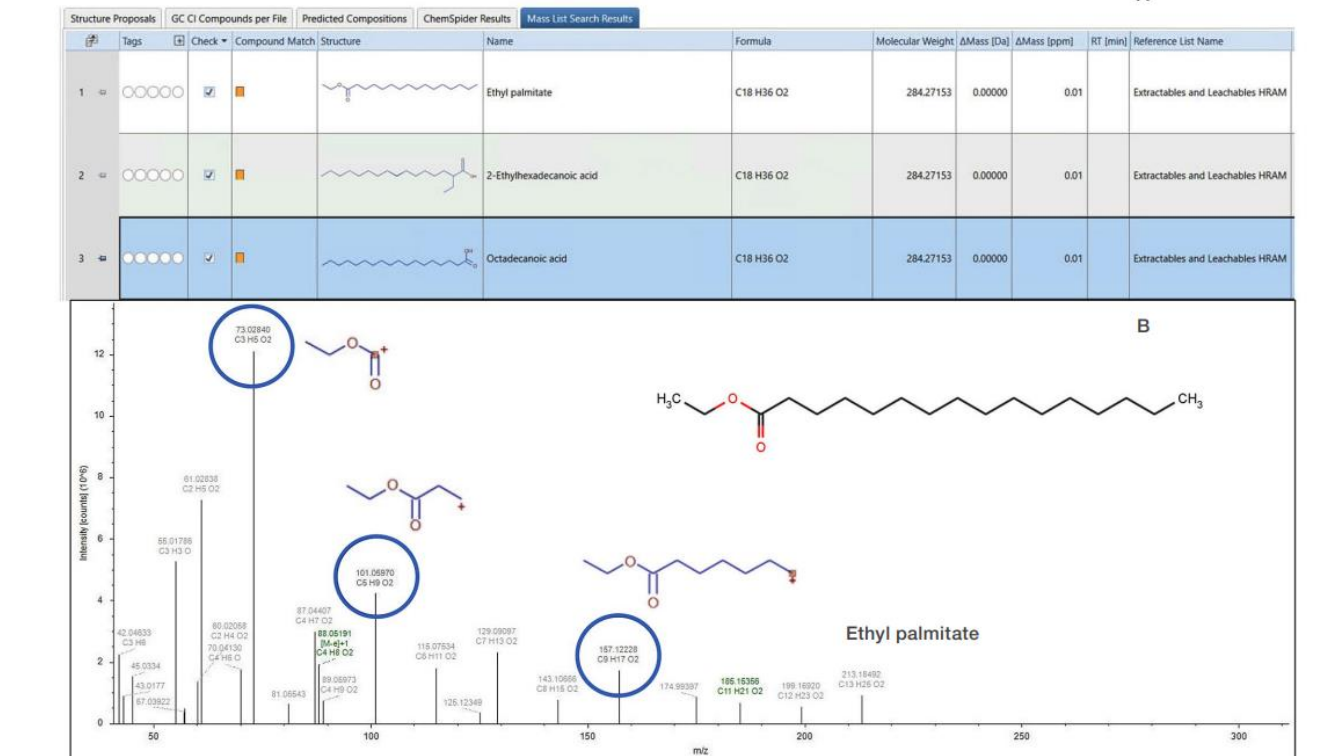 Structure Proposals GC CI Compounds per File Predicted Compositions ChemSpider Results Mass List Search Results
Tags Check Compound Match Structure Name Formula Molecular Weight ΔMass [Da] ΔMass [ppm] RT [min] Reference List Name
1 Ethyl palmitate C18 H36 O2 284.27153 0.00000 0.01 Extractables and Leachables HRAM
2 2-Ethylhexadecanoic acid C18 H36 O2 284.27153 0.00000 0.01 Extractables and Leachables HRAM
3 Octadecanoic acid C18 H36 O2 284.27153 0.00000 0.01 Extractables and Leachables HRAM
B
73.02840
C3 H5 O2
O
O
H3C O CH3
O
61.02838
C2 H5 O2
O
O
55.01786
C3 H3 O
101.05970
C5 H9 O2
O
O
42.04633
C3 H6
45.0334
43.0177
57.03922
60.02058
C2 H4 O2
70.04130
C4 H6 O
81.06543
87.04407
C4 H7 O2
88.05191
[M-e]+1
C4 H8 O2
89.05973
C4 H9 O2
115.07534
C6 H11 O2
125.12348
129.09097
C7 H13 O2
143.10666
C8 H15 O2
157.12228
C9 H17 O2
174.99397
185.15356
C11 H21 O2
199.16920
C12 H23 O2
213.18492
C13 H25 O2
Ethyl palmitate
Intensity [counts] (10^6)
12
10
8
6
4
2
0
50 100 150 200 250 300
m/z